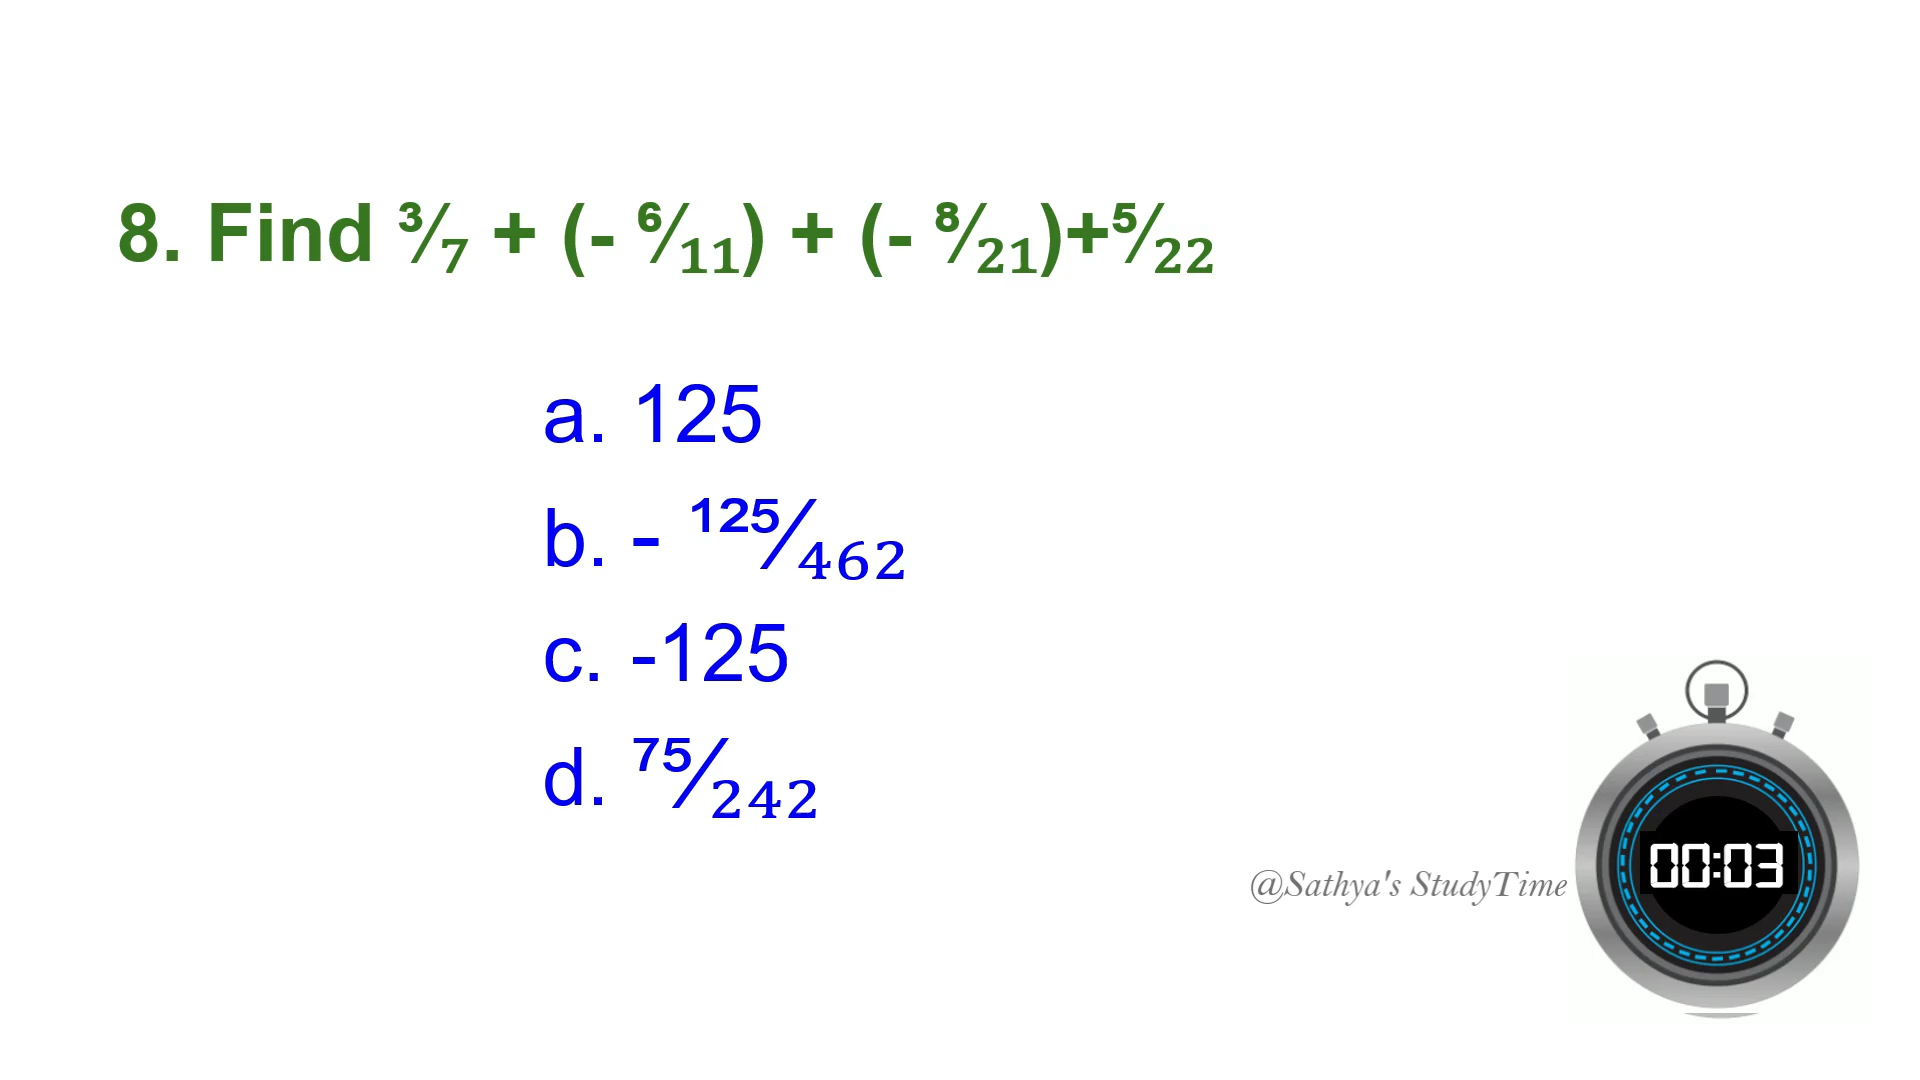 8. Find ³⁄₇ + (- ⁶⁄₁₁) + (- ⁸⁄₂₁)+⁵⁄₂₂
a. 125
b. - ¹²⁵⁄₄₆₂
c. -125
d. ⁷⁵⁄₂₄₂
@Sathya's StudyTime
00:03